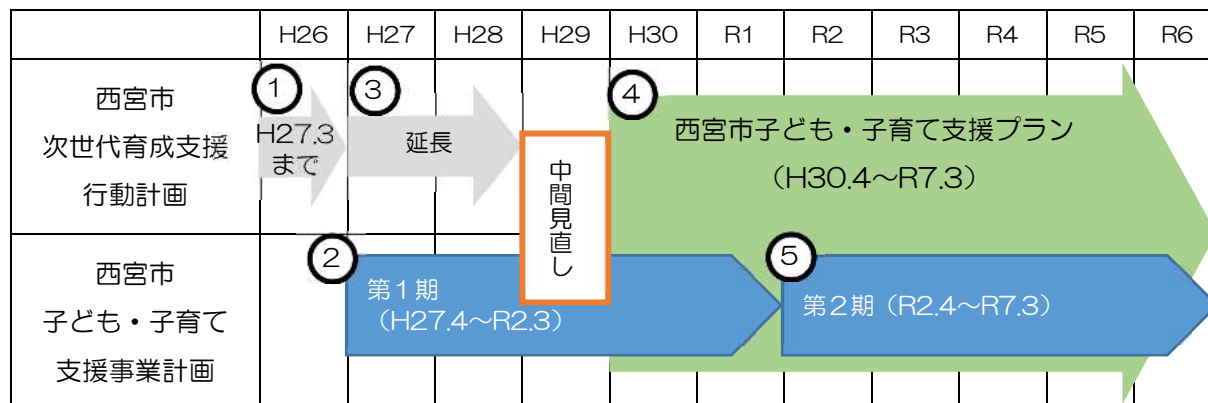 H26 H27 H28 H29 H30 R1 R2 R3 R4 R5 R6
西宮市
次世代育成支援
行動計画
①
H27.3
まで
③
延長
中間見直し
④
西宮市子ども・子育て支援プラン
（H30.4～R7.3）
西宮市
子ども・子育て
支援事業計画
②
第１期
（H27.4～R2.3）
⑤
第２期（R2.4～R7.3）